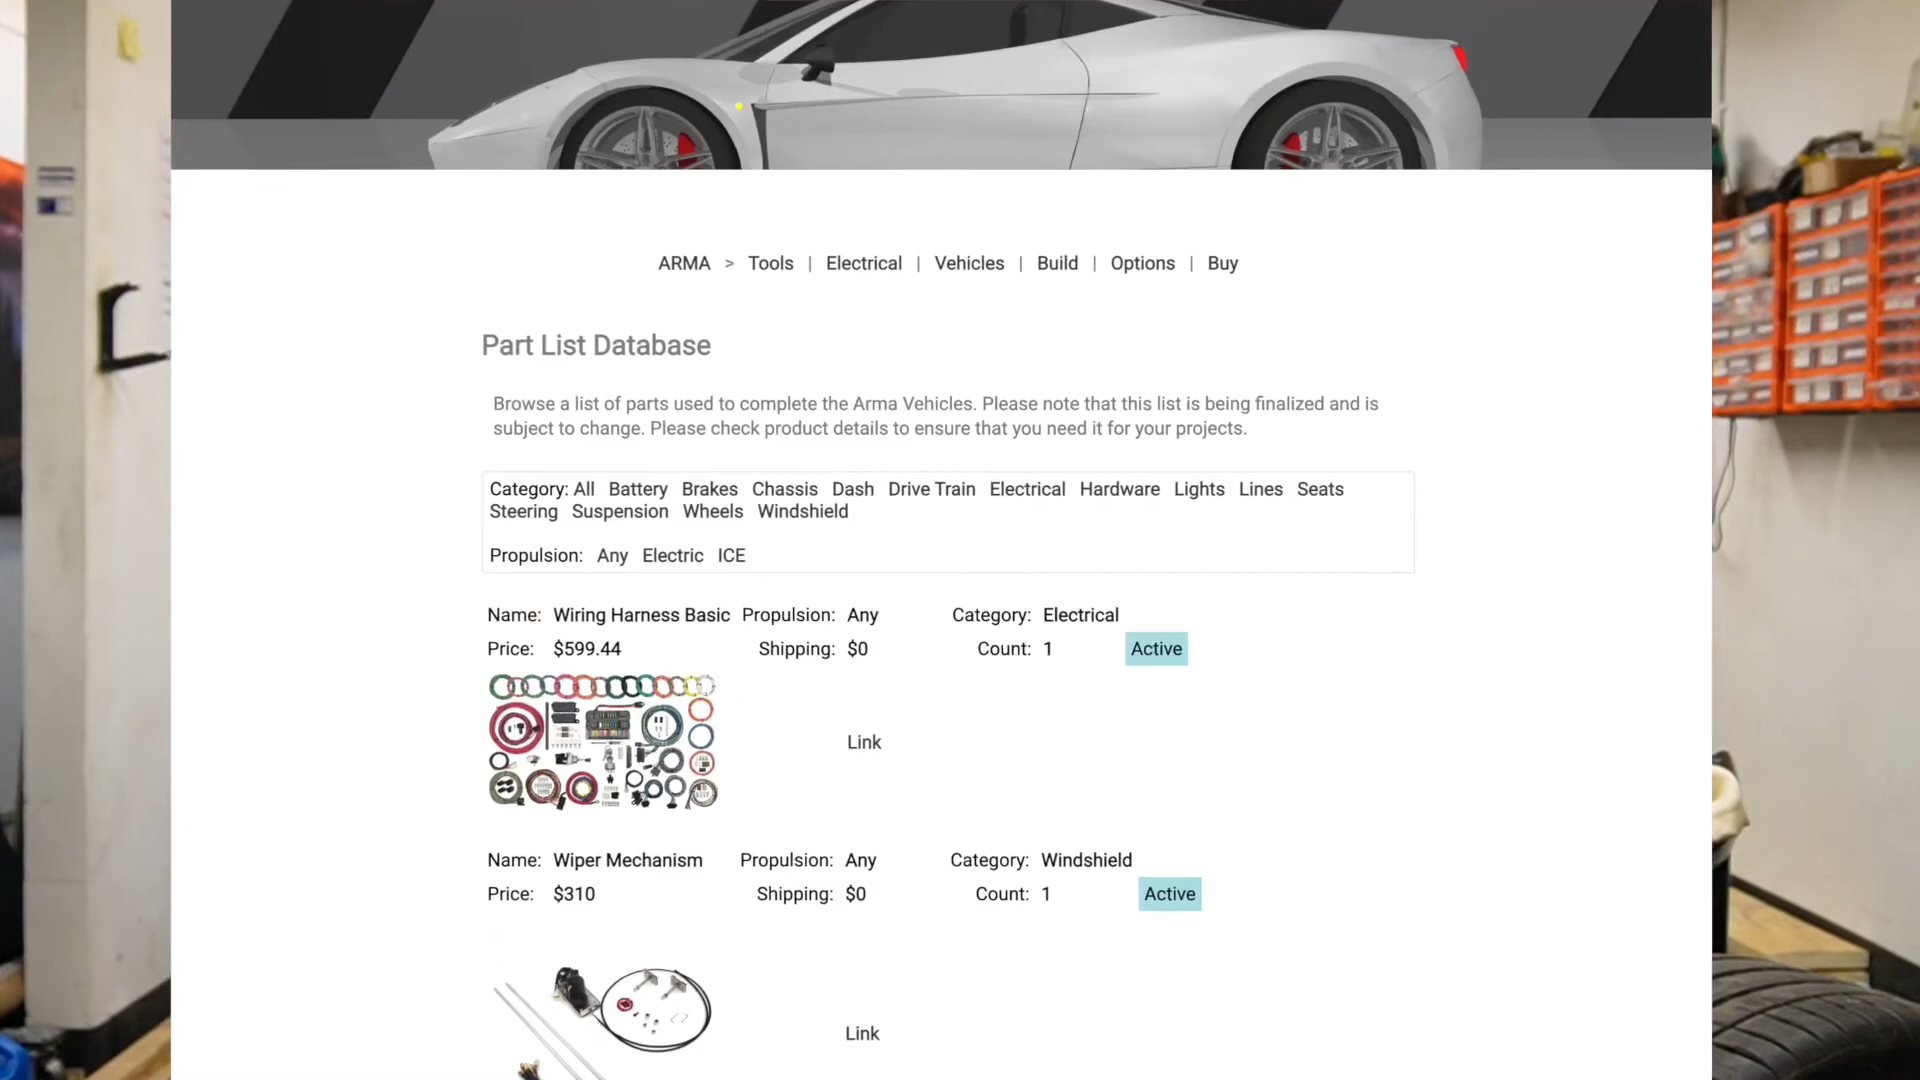 ARMA > Tools | Electrical | Vehicles | Build | Options | Buy
Part List Database
Browse a list of parts used to complete the Arma Vehicles. Please note that this list is being finalized and is
subject to change. Please check product details to ensure that you need it for your projects.
Category: All Battery Brakes Chassis Dash Drive Train Electrical Hardware Lights Lines Seats
Steering Suspension Wheels Windshield
Propulsion: Any Electric ICE
Name: Wiring Harness Basic Propulsion: Any Category: Electrical
Price: $599.44 Shipping: $0 Count: 1 Active
Link
Name: Wiper Mechanism Propulsion: Any Category: Windshield
Price: $310 Shipping: $0 Count: 1 Active
Link